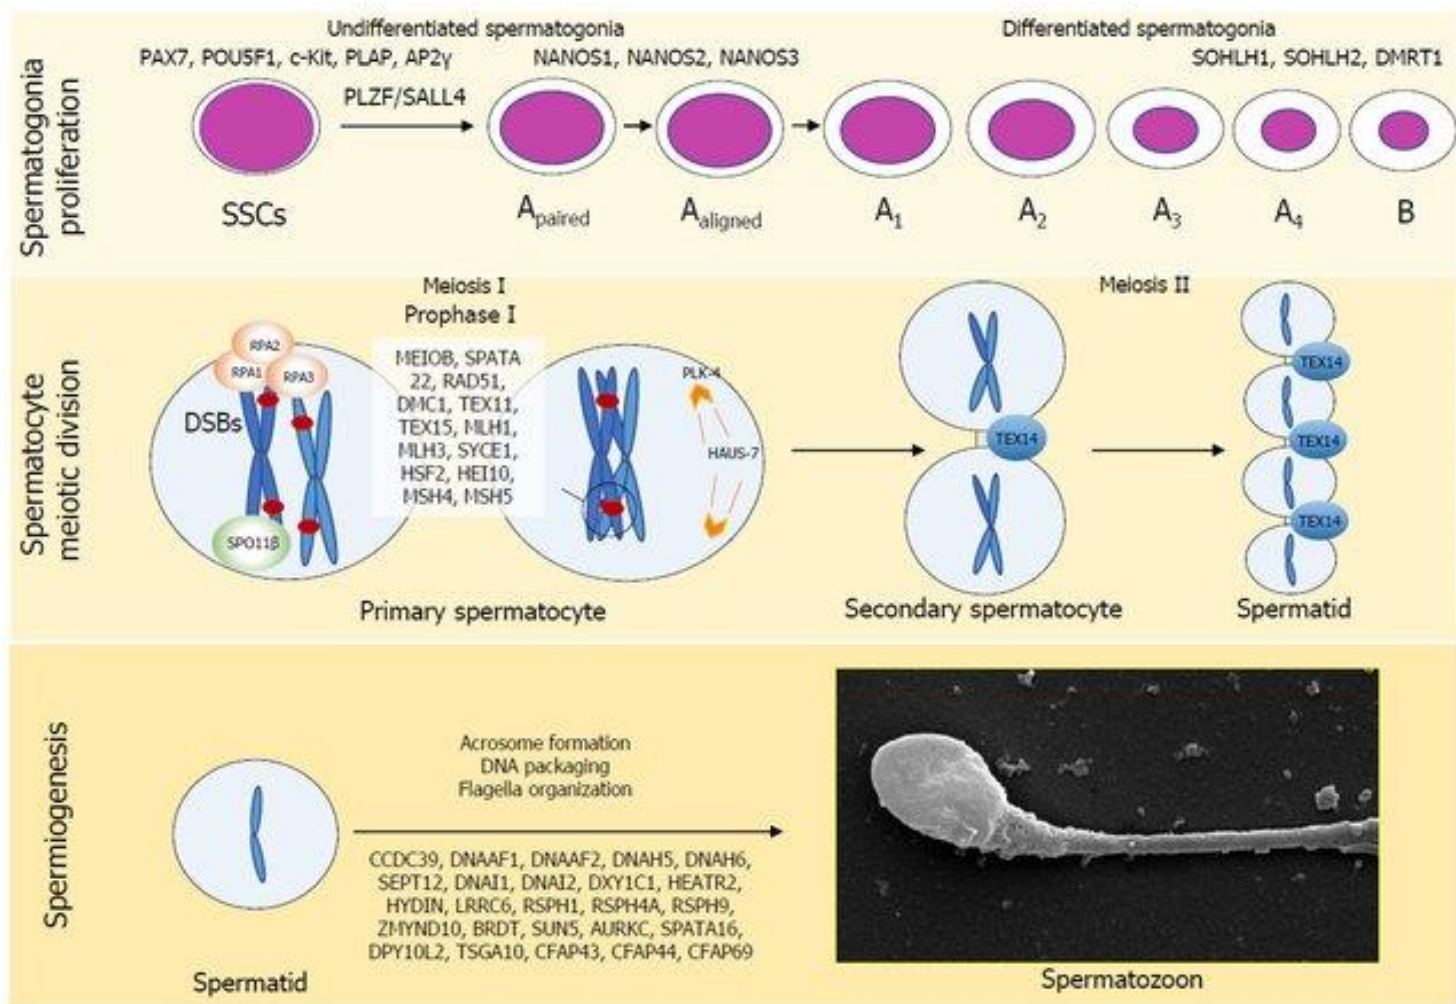 Spermatogonia
proliferation
Undifferentiated spermatogonia
Differentiated spermatogonia
PAX7, POU5F1, c-Kit, PLAP, AP2γ
NANOS1, NANOS2, NANOS3
SOHLH1, SOHLH2, DMRT1
PLZF/SALL4
SSCs
Apaired
Aaligned
A1
A2
A3
A4
B
Spermatocyte
meiotic division
Meiosis I
Prophase I
Meiosis II
RPA2
RPA1
RPA3
DSBs
SPO11β
MEIOB, SPATA
22, RAD51,
DMC1, TEX11,
TEX15, MLH1,
MLH3, SYCE1,
HSF2, HEI10,
MSH4, MSH5
PLK-4
HAUS-7
TEX14
TEX14
TEX14
TEX14
Primary spermatocyte
Secondary spermatocyte
Spermatid
Spermiogenesis
Acrosome formation
DNA packaging
Flagella organization
CCDC39, DNAAF1, DNAAF2, DNAH5, DNAH6,
SEPT12, DNAI1, DNAI2, DXY1C1, HEATR2,
HYDIN, LRRC6, RSPH1, RSPH4A, RSPH9,
ZMYND10, BRDT, SUN5, AURKC, SPATA16,
DPY10L2, TSGA10, CFAP43, CFAP44, CFAP69
Spermatid
Spermatozoon